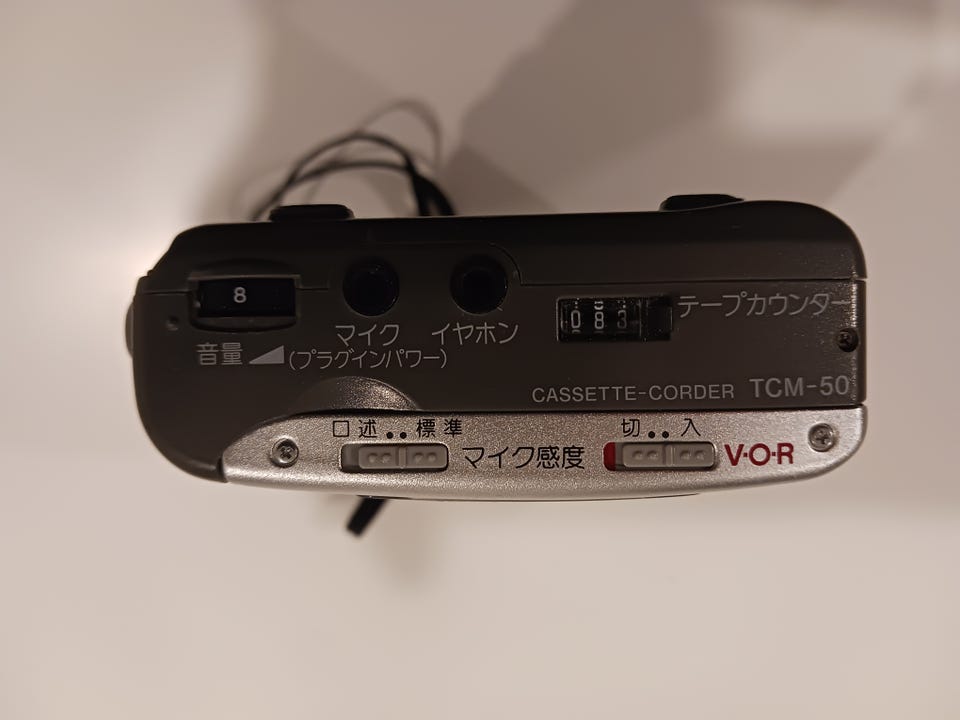 8
音量
マイク
(プラグインパワー)
イヤホン
083
テープカウンター
CASSETTE-CORDER TCM-50
口述 標準
マイク感度
切 入
V·O·R